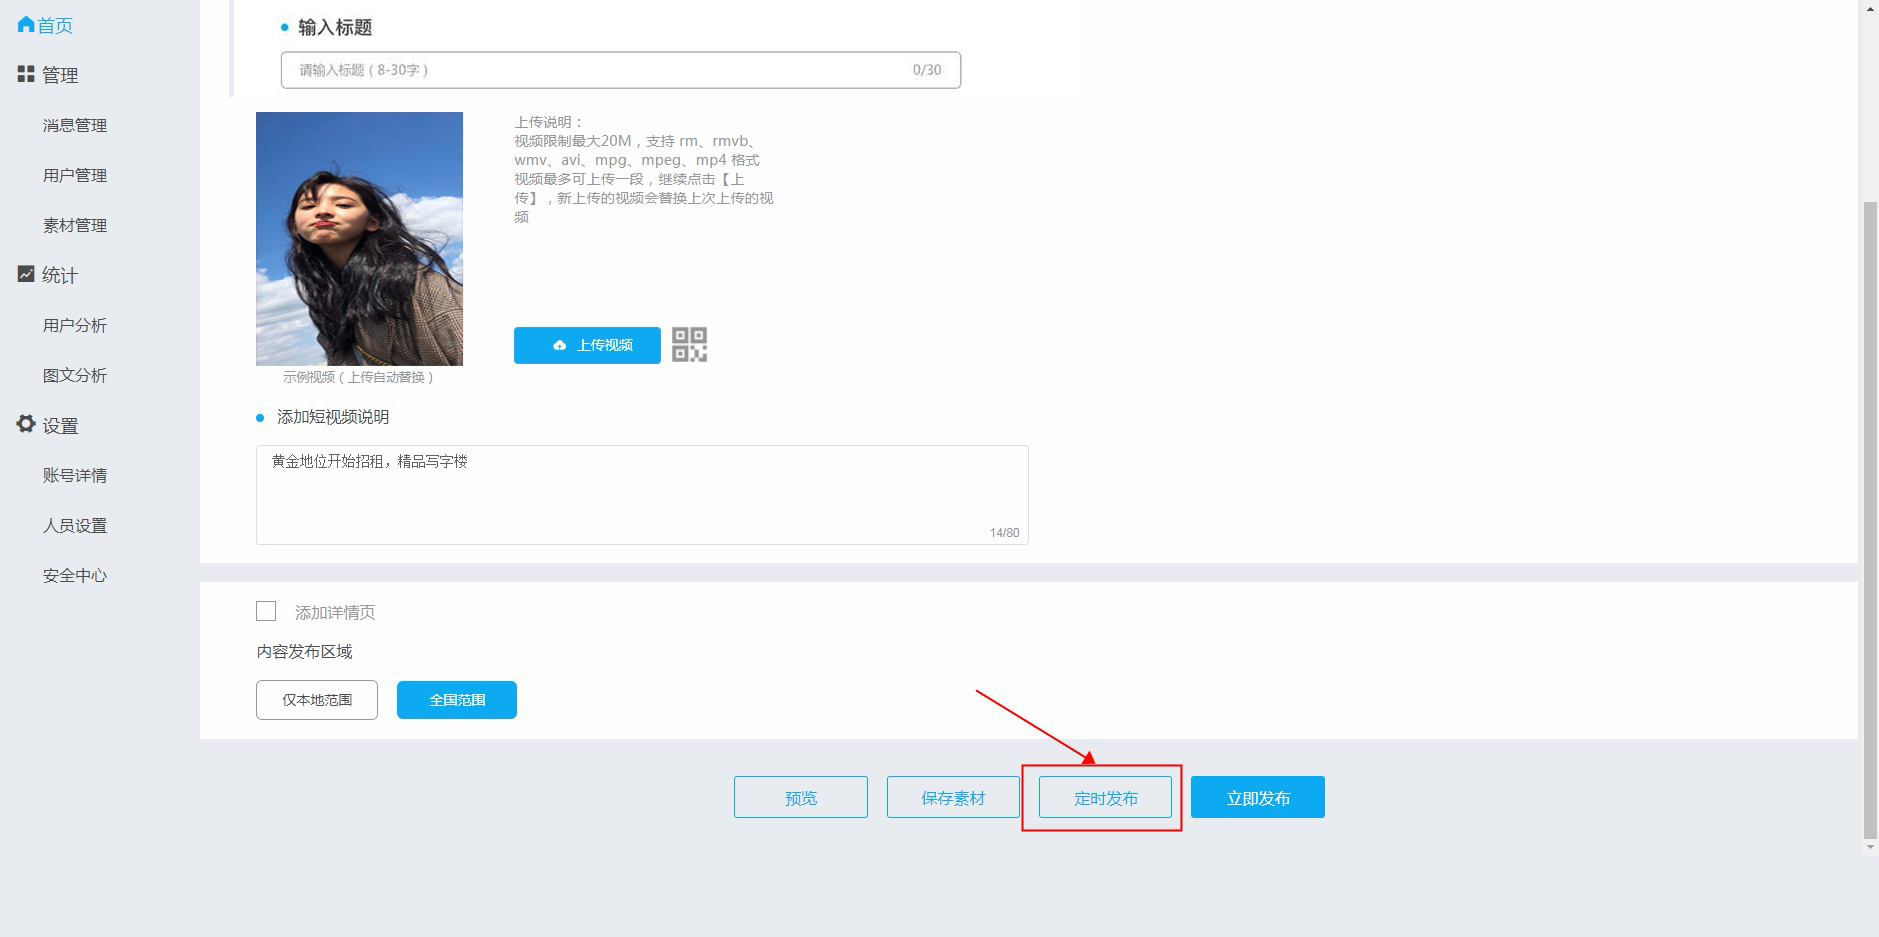 首页
管理
消息管理
用户管理
素材管理
统计
用户分析
图文分析
设置
账号详情
人员设置
安全中心
输入标题
请输入标题（8-30字）
0/30
上传说明：
视频限制最大20M，支持 rm、rmvb、
wmv、avi、mpg、mpeg、mp4 格式
视频最多可上传一段，继续点击【上
传】，新上传的视频会替换上次上传的视
频
上传视频
示例视频（上传自动替换）
添加短视频说明
黄金地位开始招租，精品写字楼
14/80
添加详情页
内容发布区域
仅本地范围
全国范围
预览
保存素材
定时发布
立即发布